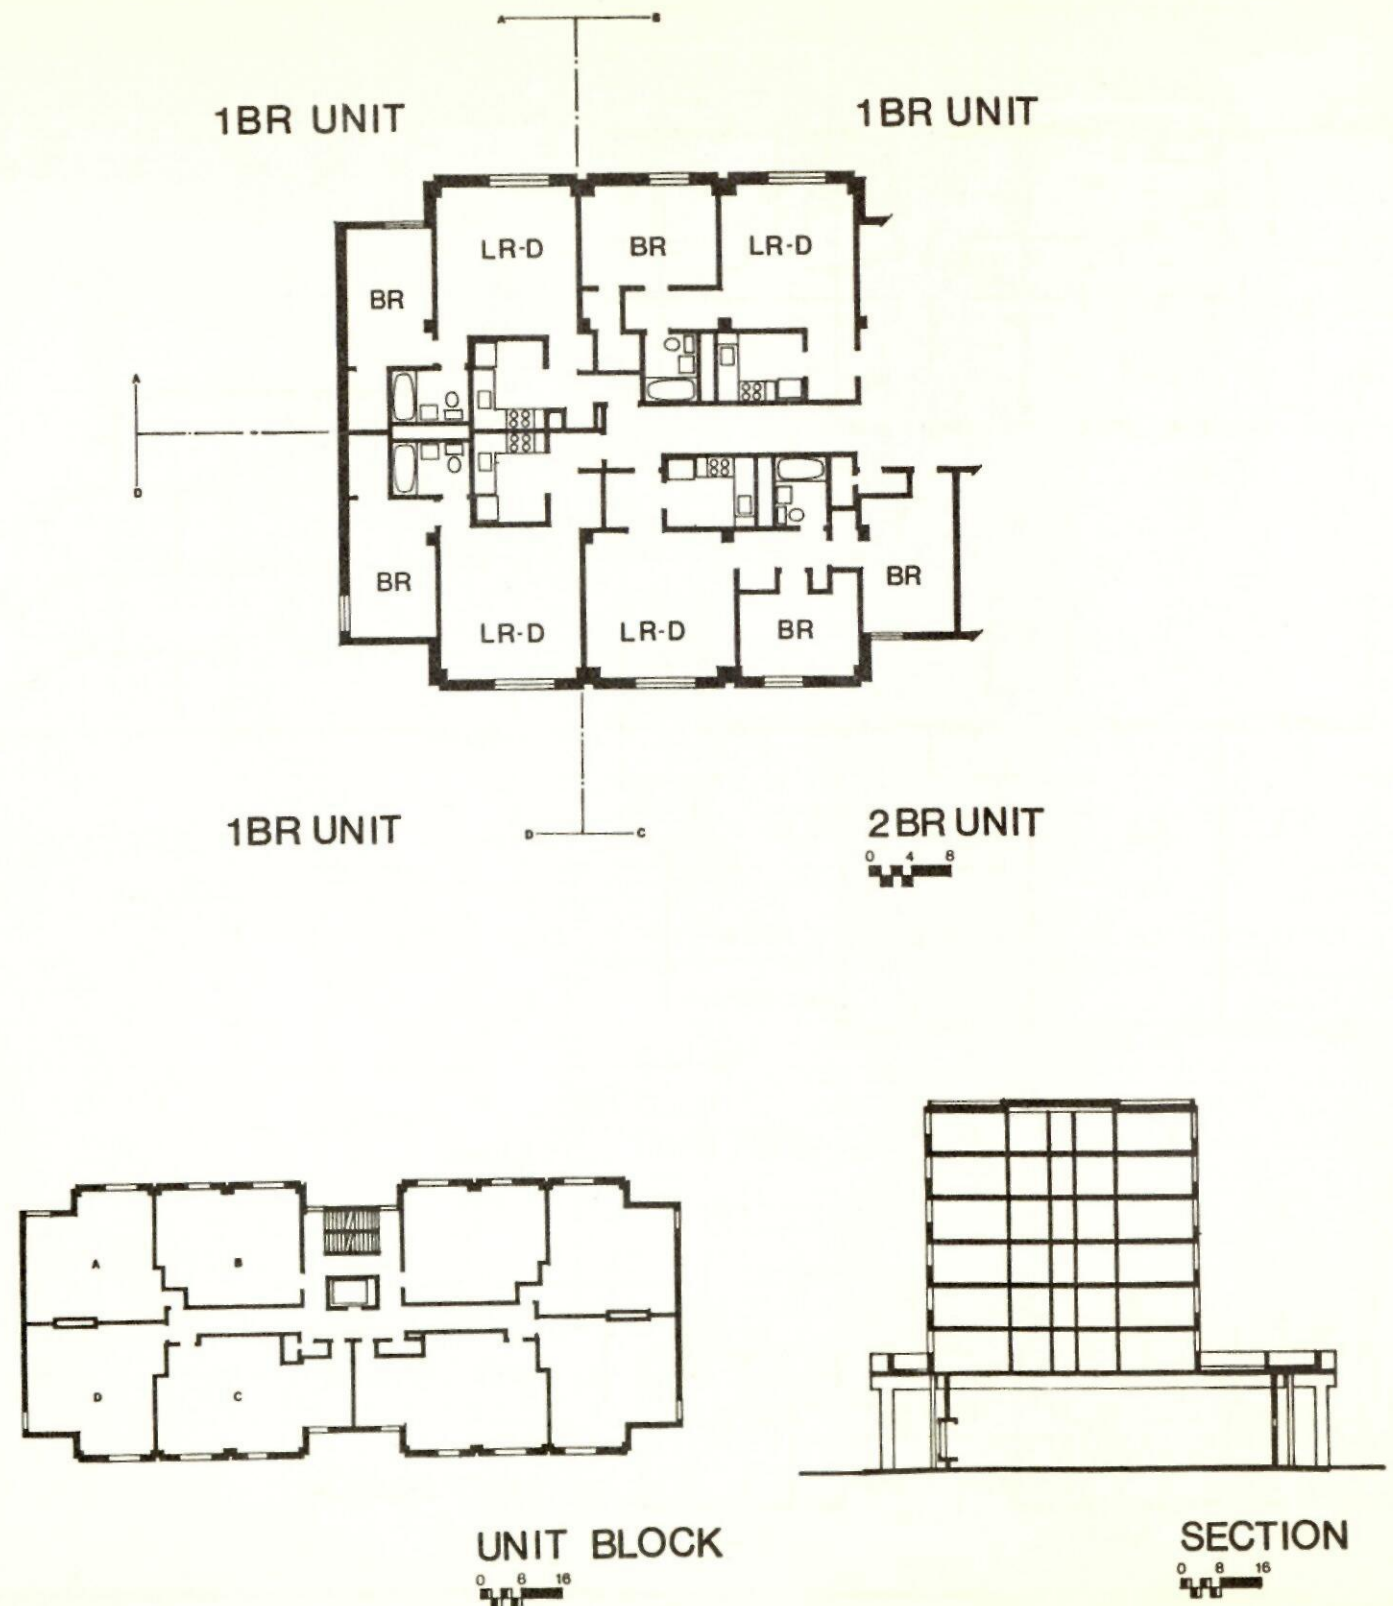 A B
1BR UNIT 1BR UNIT
LR-D BR LR-D
BR
A
D
BR BR
LR-D LR-D BR
1BR UNIT D C 2BR UNIT
0 4 8
A B
D C
UNIT BLOCK SECTION
0 8 16 0 8 16